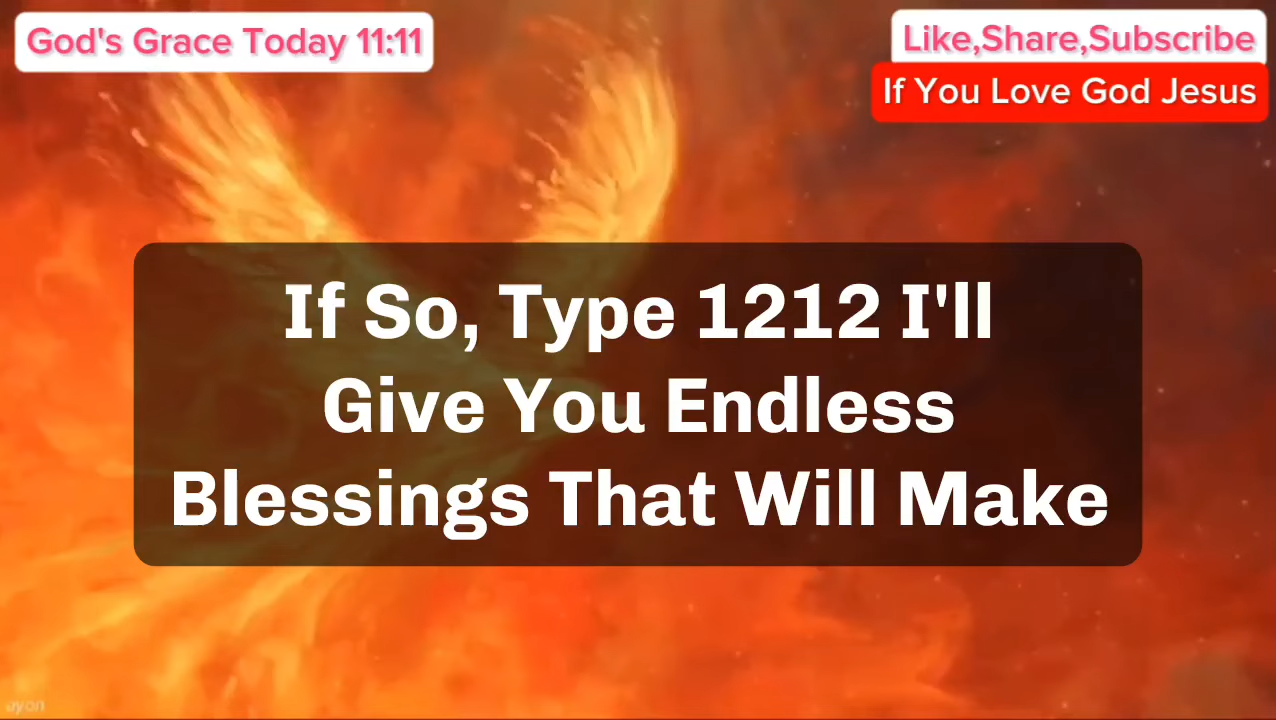 God's Grace Today 11:11
Like,Share,Subscribe
If You Love God Jesus
If So, Type 1212 I'll
Give You Endless
Blessings That Will Make
ayon